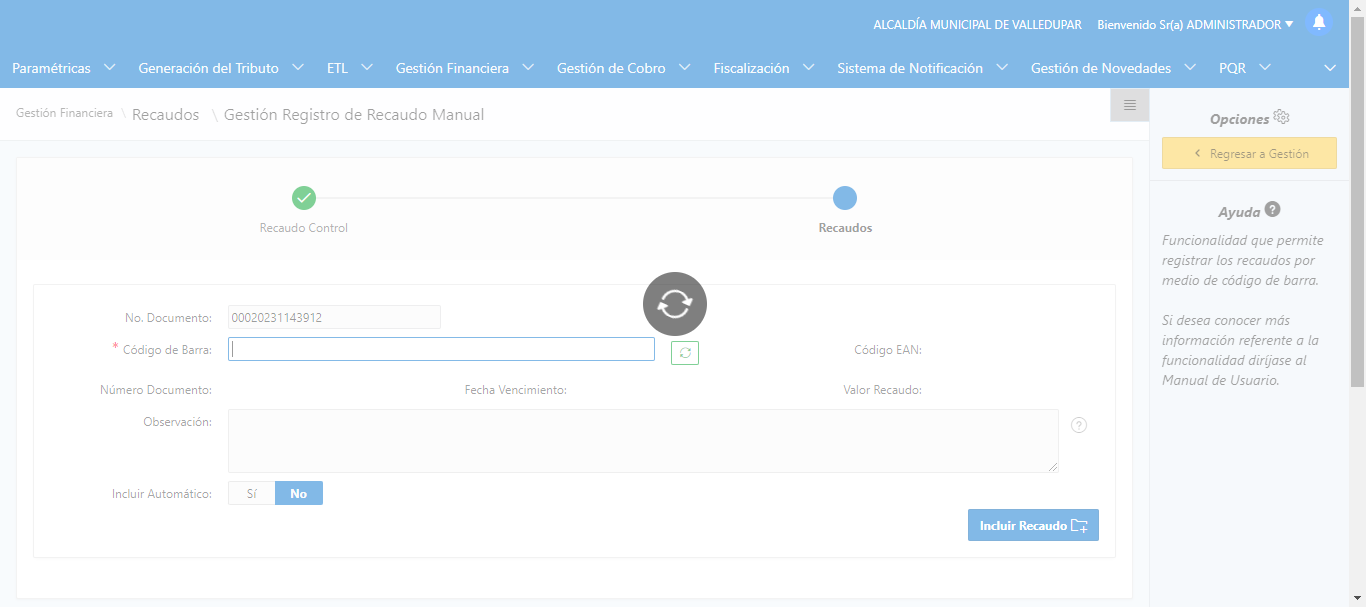 ALCALDÍA MUNICIPAL DE VALLEDUPAR Bienvenido Sr(a) ADMINISTRADOR
Paramétricas Generación del Tributo ETL Gestión Financiera Gestión de Cobro Fiscalización Sistema de Notificación Gestión de Novedades PQR
Gestión Financiera \ Recaudos \ Gestión Registro de Recaudo Manual
Opciones
< Regresar a Gestión
Recaudo Control
Recaudos
Ayuda ?
Funcionalidad que permite
registrar los recaudos por
medio de código de barra.
Si desea conocer más
información referente a la
funcionalidad diríjase al
Manual de Usuario.
No. Documento: 00020231143912
* Código de Barra:
Código EAN:
Número Documento: Fecha Vencimiento: Valor Recaudo:
Observación:
?
Incluir Automático: Sí No
Incluir Recaudo